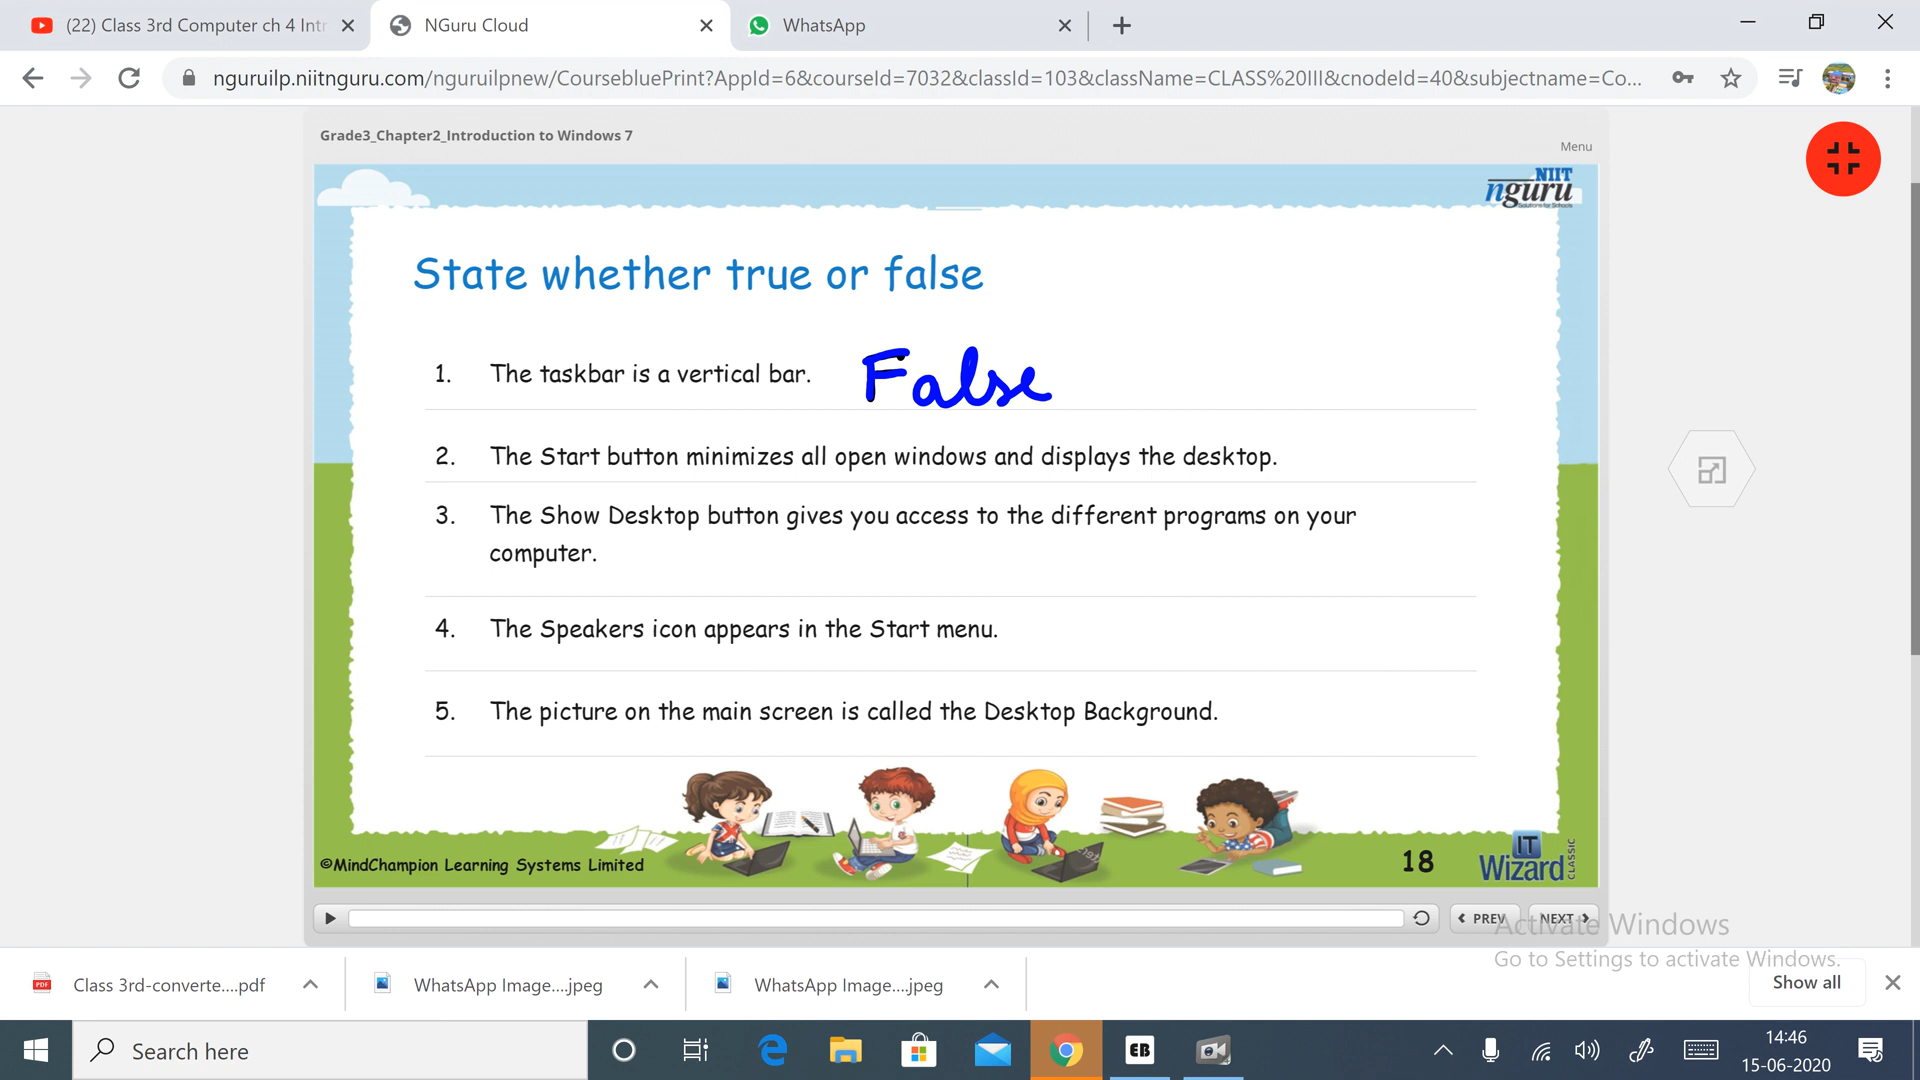 (22) Class 3rd Computer ch 4 Intr
NGuru Cloud
WhatsApp
nguruilp.niitnguru.com/nguruilpnew/CoursebluePrint?AppId=6&courseId=7032&classId=103&className=CLASS%20III&cnodeId=40&subjectname=Co...
Grade3_Chapter2_Introduction to Windows 7
Menu
NIIT
nguru
Solutions for Schools
State whether true or false
1. The taskbar is a vertical bar. False
2. The Start button minimizes all open windows and displays the desktop.
3. The Show Desktop button gives you access to the different programs on your
computer.
4. The Speakers icon appears in the Start menu.
5. The picture on the main screen is called the Desktop Background.
©MindChampion Learning Systems Limited
18
IT
Wizard
CLASSIC
PREV
NEXT
Activate Windows
Go to Settings to activate Windows.
PDF
Class 3rd-converte....pdf
WhatsApp Image....jpeg
WhatsApp Image....jpeg
Show all
Search here
EB
14:46
15-06-2020